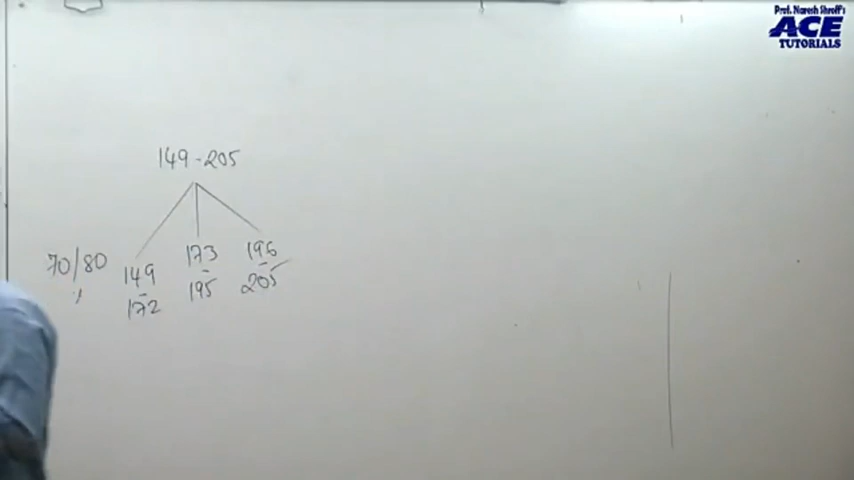 Prof. Naresh Shroff's
ACE
TUTORIALS
149 - 205
70/80
149
-
172
173
-
195
196
-
205